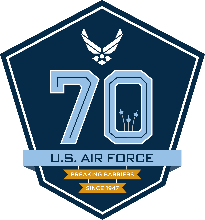 70
U.S. AIR FORCE
BREAKING BARRIERS
SINCE 1947